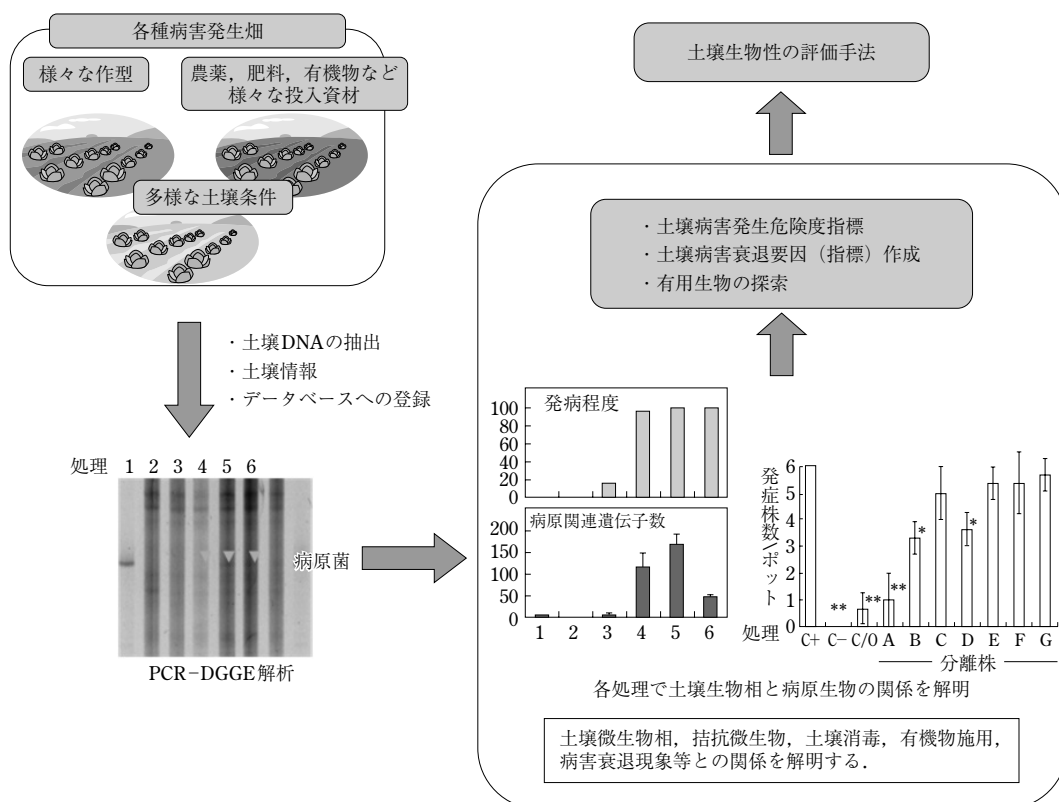 各種病害発生畑
様々な作型
農薬，肥料，有機物など
様々な投入資材
多様な土壌条件
・土壌DNAの抽出
・土壌情報
・データベースへの登録
処理 1 2 3 4 5 6
病原菌
PCR-DGGE解析
土壌生物性の評価手法
・土壌病害発生危険度指標
・土壌病害衰退要因（指標）作成
・有用生物の探索
発病程度
100
80
60
40
20
0
病原関連遺伝子数
200
150
100
50
0
1 2 3 4 5 6
発症株数/ポット
6
5
4
3
2
1
0
** ** ** * *
処理 C+ C- C/O A B C D E F G
分離株
各処理で土壌生物相と病原生物の関係を解明
土壌微生物相，拮抗微生物，土壌消毒，有機物施用，
病害衰退現象等との関係を解明する．